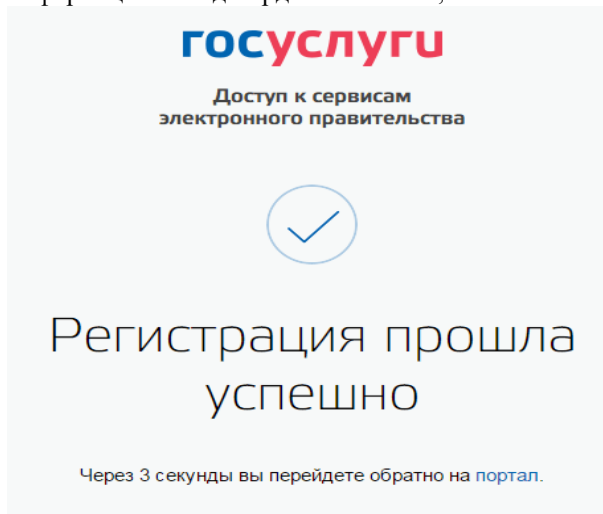 госуслуги
Доступ к сервисам
электронного правительства
Регистрация прошла
успешно
Через 3 секунды вы перейдете обратно на портал.